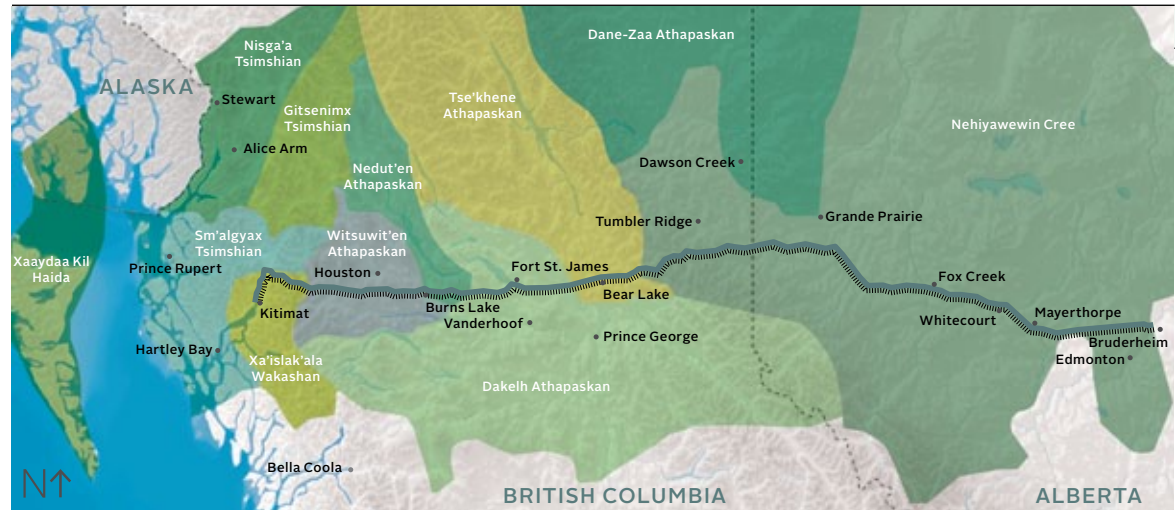 Nisga'a
Tsimshian
Dane-Zaa Athapaskan
ALASKA
Stewart
Gitsenimx
Tsimshian
Tse'khene
Athapaskan
Nehiyawewin Cree
Alice Arm
Nedut'en
Athapaskan
Dawson Creek
Tumbler Ridge
Grande Prairie
Sm'algyax
Tsimshian
Witsuwit'en
Athapaskan
Xaaydaa Kil
Haida
Prince Rupert
Houston
Fort St. James
Bear Lake
Fox Creek
Kitimat
Burns Lake
Vanderhoof
Whitecourt
Mayerthorpe
Prince George
Bruderheim
Edmonton
Hartley Bay
Xa'islak'ala
Wakashan
Dakelh Athapaskan
Bella Coola
N↑
BRITISH COLUMBIA
ALBERTA